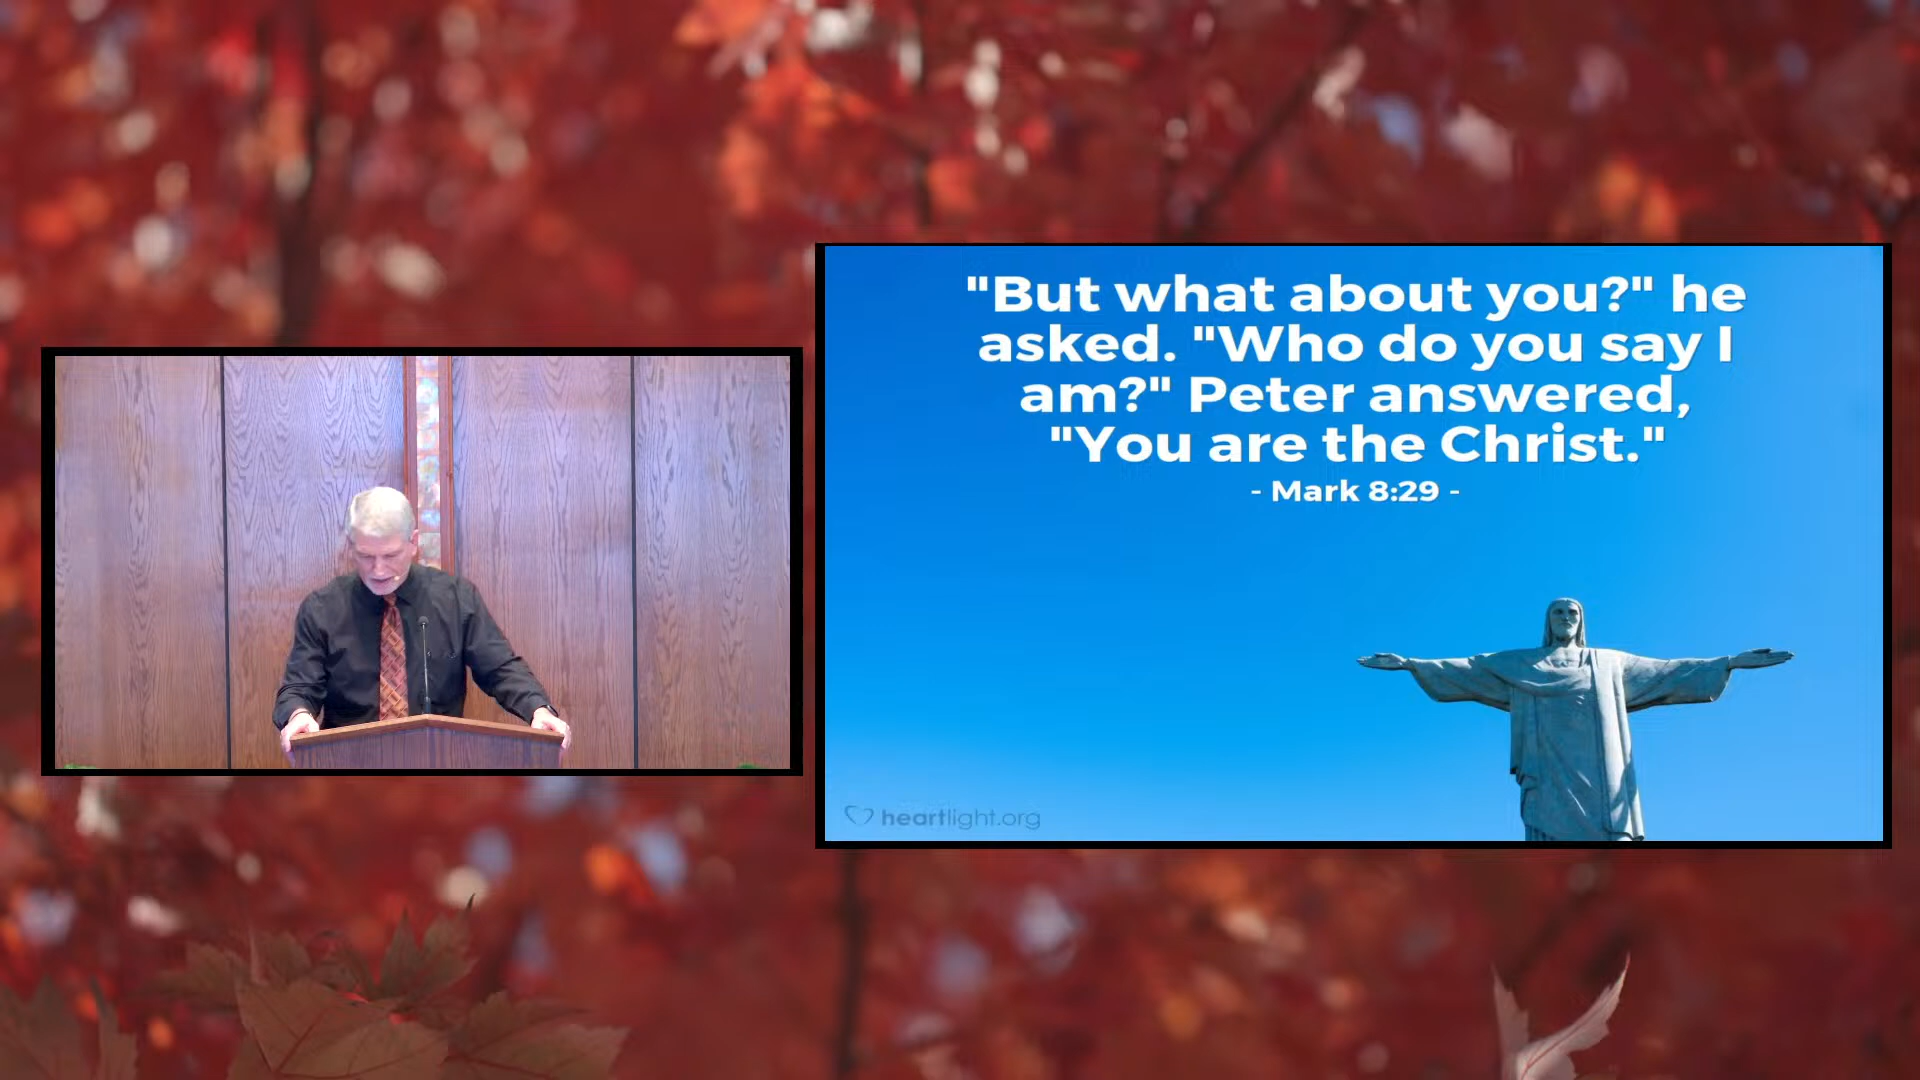 "But what about you?" he
asked. "Who do you say I
am?" Peter answered,
"You are the Christ."
- Mark 8:29 -
heartlight.org